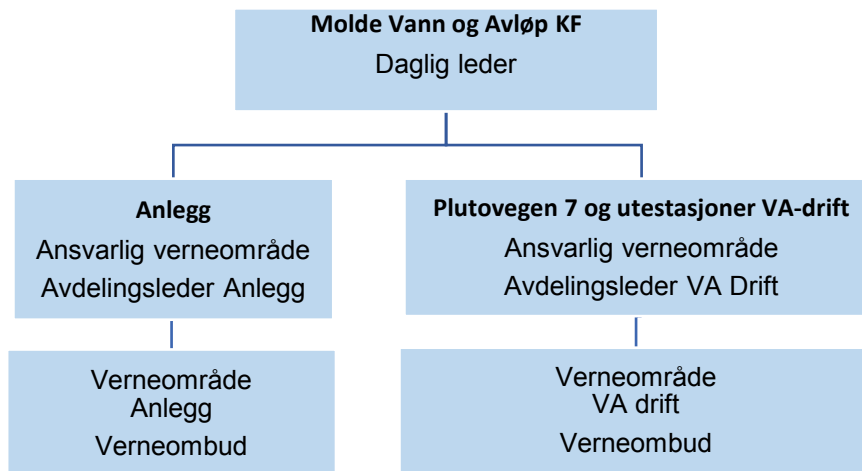 Molde Vann og Avløp KF
Daglig leder
Anlegg
Ansvarlig verneområde
Avdelingsleder Anlegg
Plutovegen 7 og utestasjoner VA-drift
Ansvarlig verneområde
Avdelingsleder VA Drift
Verneområde
Anlegg
Verneombud
Verneområde
VA drift
Verneombud